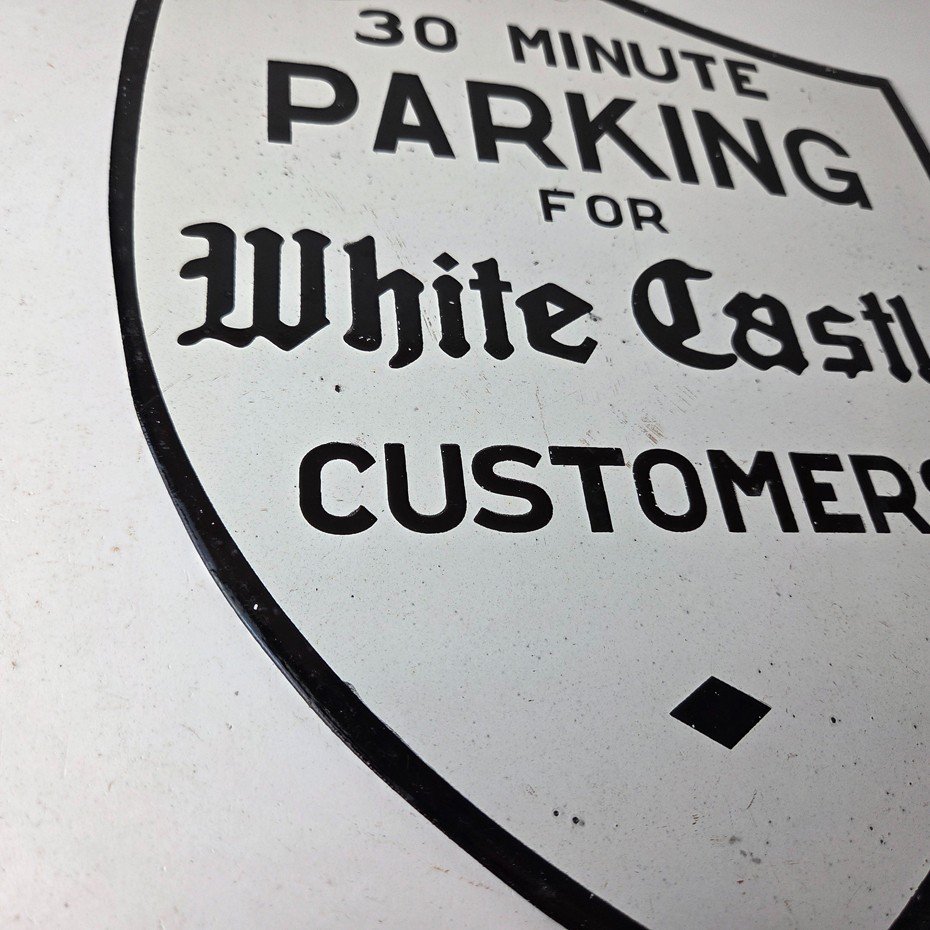 30 MINUTE
PARKING
FOR
White Castl
CUSTOMERS